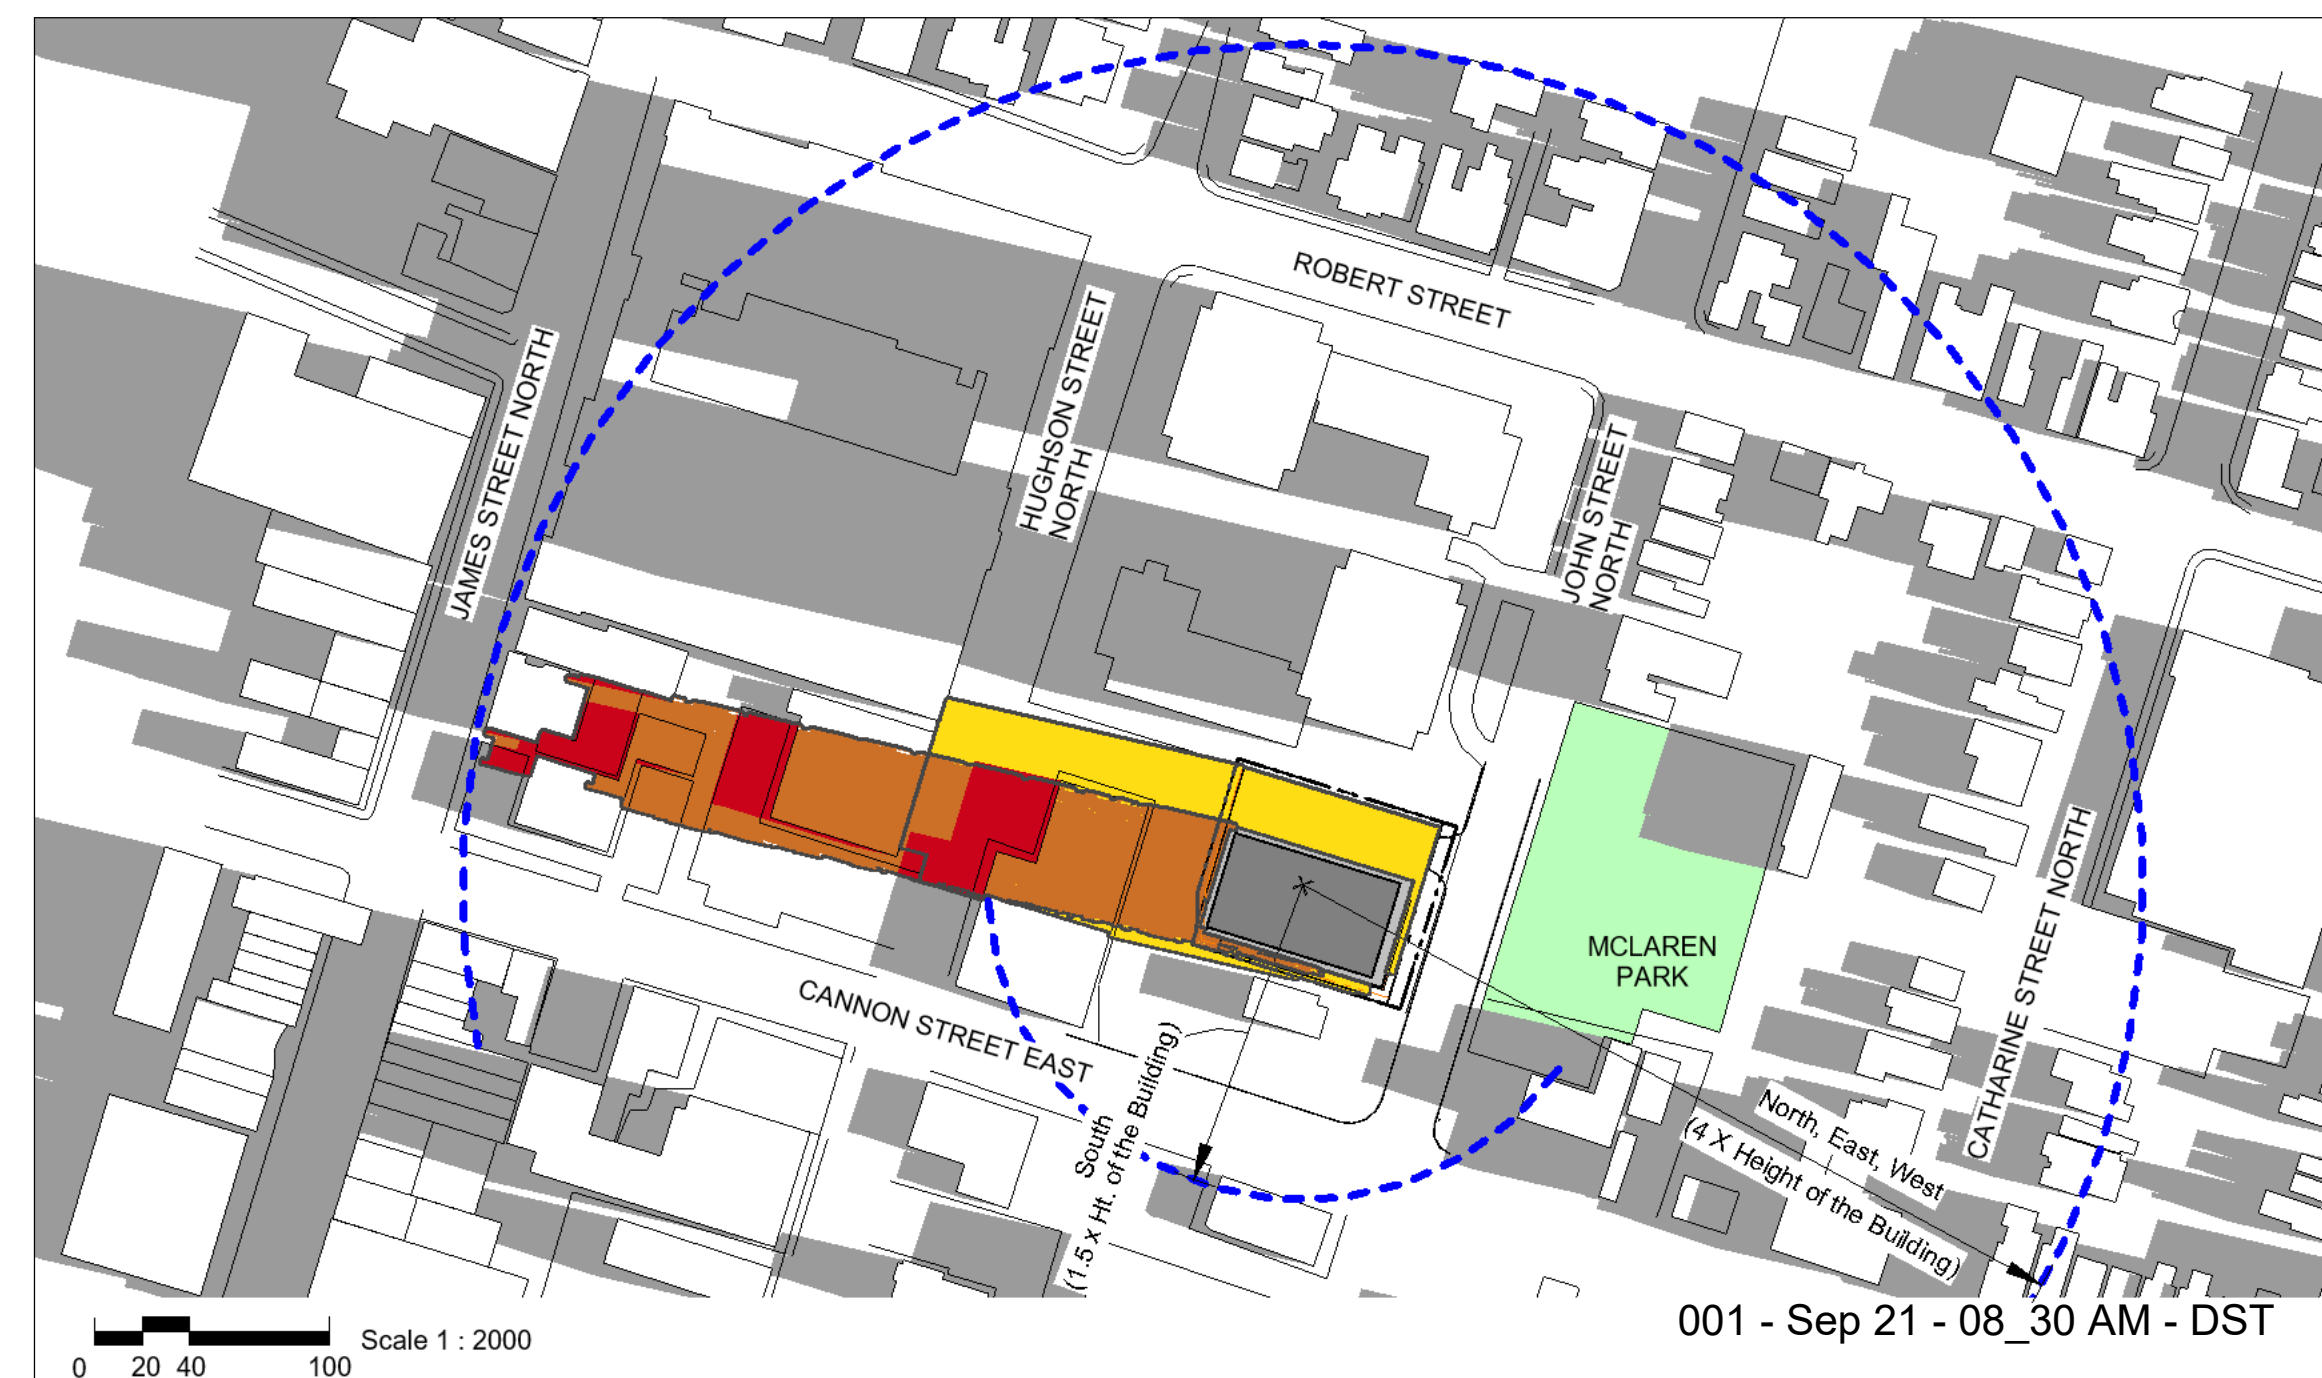 ROBERT STREET
JAMES STREET NORTH
HUGHSON STREET
NORTH
JOHN STREET
NORTH
MCLAREN
PARK
CATHARINE STREET NORTH
CANNON STREET EAST
South
(1.5 x Ht. of the Building)
North, East, West
(4 X Height of the Building)
001 - Sep 21 - 08_30 AM - DST
Scale 1 : 2000
0 20 40 100